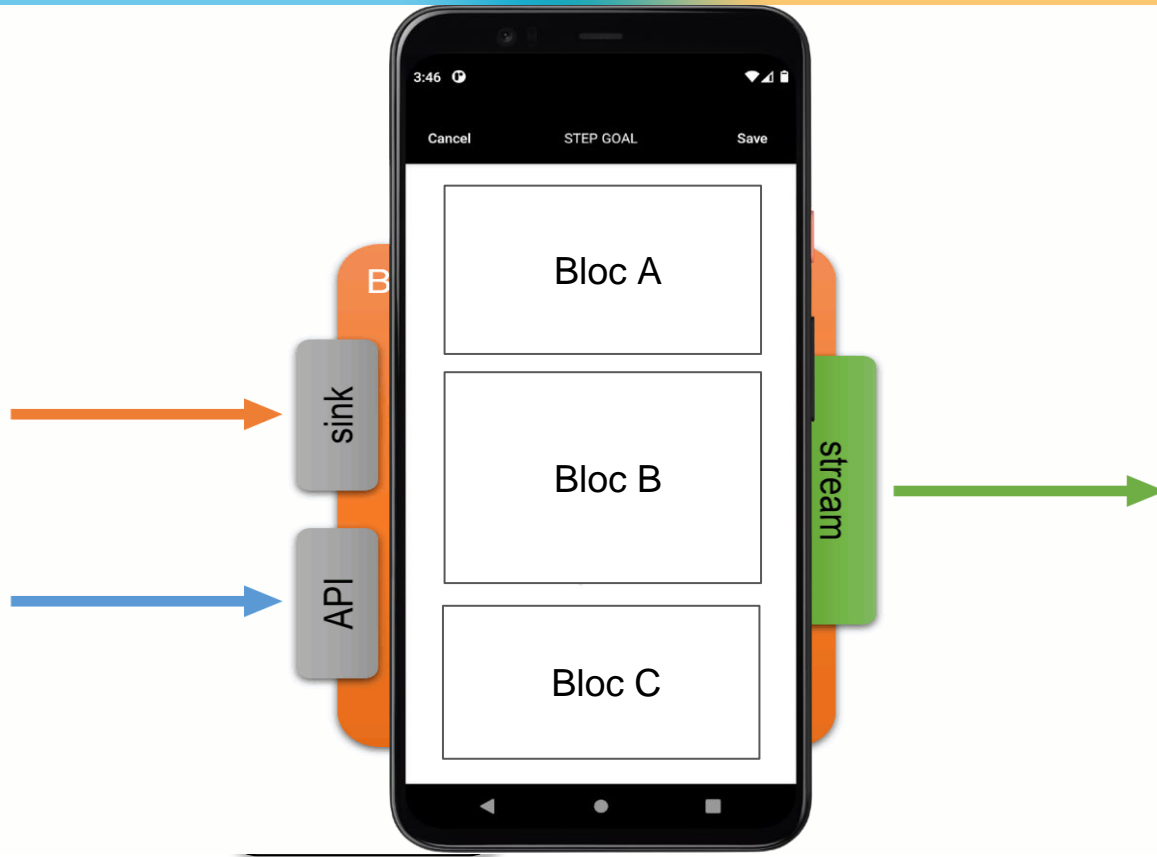 3:46
Cancel STEP GOAL Save
Bloc A
B
sink
Bloc B
stream
API
Bloc C